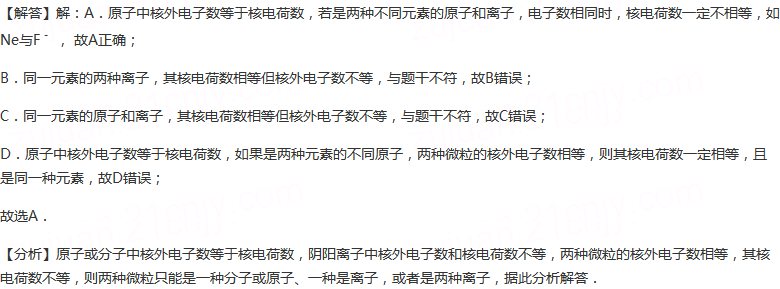 【解答】解：A．原子中核外电子数等于核电荷数，若是两种不同元素的原子和离子，电子数相同时，核电荷数一定不相等，如
Ne与F﹣ ，故A正确；
B．同一元素的两种离子，其核电荷数相等但核外电子数不等，与题干不符，故B错误；
C．同一元素的原子和离子，其核电荷数相等但核外电子数不等，与题干不符，故C错误；
D．原子中核外电子数等于核电荷数，如果是两种元素的不同原子，两种微粒的核外电子数相等，则其核电荷数一定相等，且
是同一种元素，故D错误；
故选A．
【分析】原子或分子中核外电子数等于核电荷数，阴阳离子中核外电子数和核电荷数不等，两种微粒的核外电子数相等，其核
电荷数不等，则两种微粒只能是一种分子或原子、一种是离子，或者是两种离子，据此分析解答．